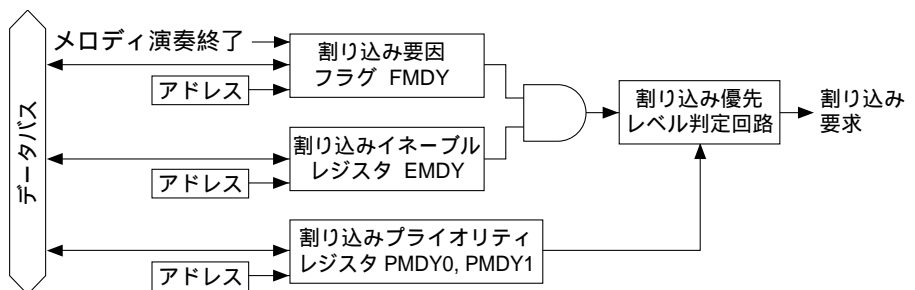 データバス
メロディ演奏終了
割り込み要因
フラグ FMDY
アドレス
割り込みイネーブル
レジスタ EMDY
アドレス
割り込みプライオリティ
レジスタ PMDY0, PMDY1
アドレス
割り込み優先
レベル判定回路
割り込み
要求